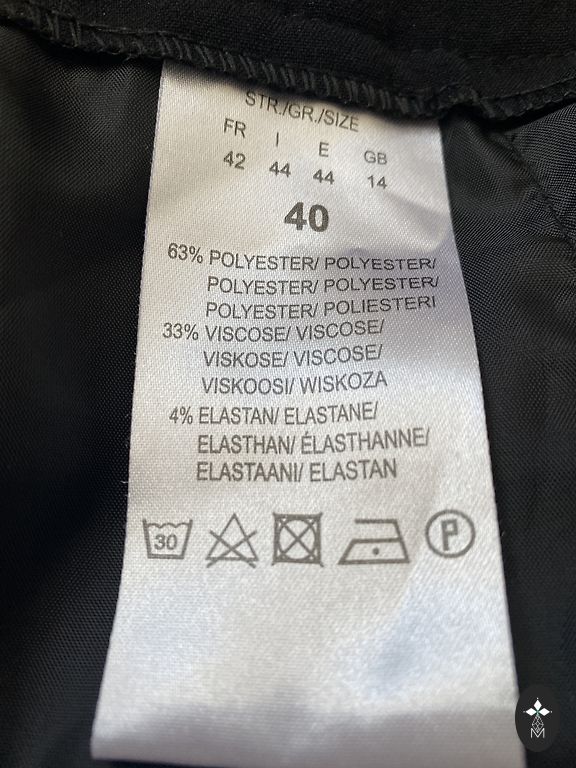 STR./GR./SIZE
FR I E GB
42 44 44 14
40
63% POLYESTER/ POLYESTER/
POLYESTER/ POLYESTER/
POLYESTER/ POLIESTERI
33% VISCOSE/ VISCOSE/
VISKOSE/ VISCOSE/
VISKOOSI/ WISKOZA
4% ELASTAN/ ELASTANE/
ELASTHAN/ ÉLASTHANNE/
ELASTAANI/ ELASTAN
30 P
M